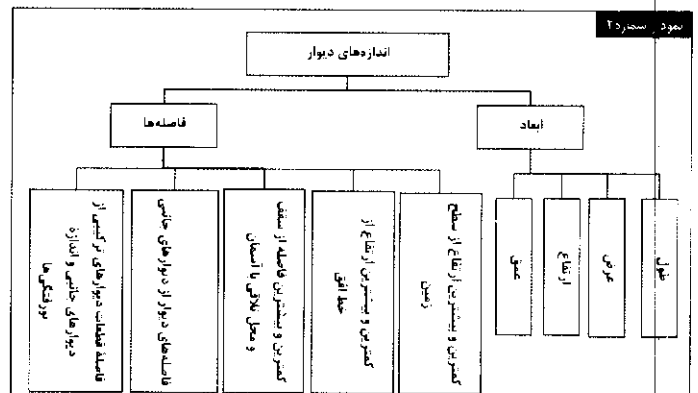 نمودار شماره ۲
اندازه‌های دیوار
ابعاد
فاصله‌ها
طول
عرض
ارتفاع
عمق
کمترین و بیشترین ارتفاع از سطح
زمین
کمترین و بیشترین ارتفاع از
خط افق
کمترین و بیشترین فاصله از سقف
و محل تلاقی با آسمان
فاصله‌های دیوار از دیوارهای جانبی
فاصلهٔ قطعات دیوارهای ترکیبی از
دیوارهای جانبی و اندازهٔ
تورفتگی‌ها